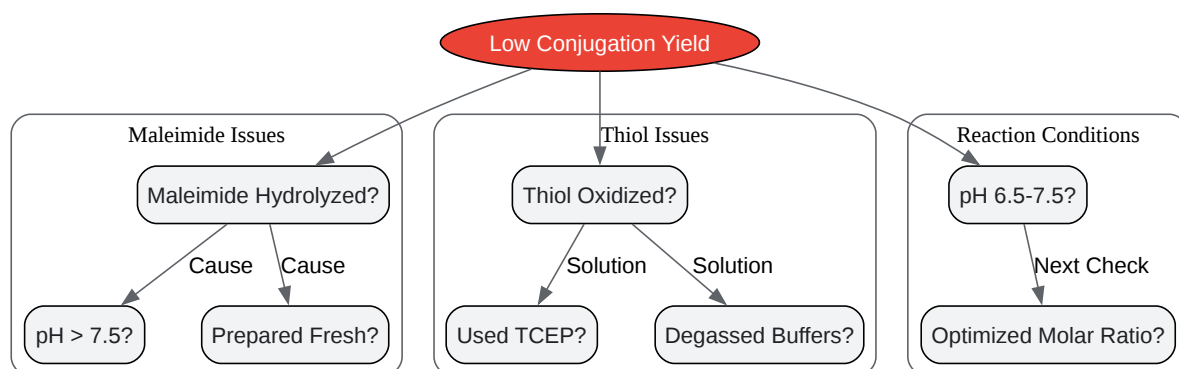 Low Conjugation Yield
Maleimide Issues
Thiol Issues
Reaction Conditions
Maleimide Hydrolyzed?
Thiol Oxidized?
pH 6.5-7.5?
Cause
Cause
Solution
Solution
Next Check
pH > 7.5?
Prepared Fresh?
Used TCEP?
Degassed Buffers?
Optimized Molar Ratio?